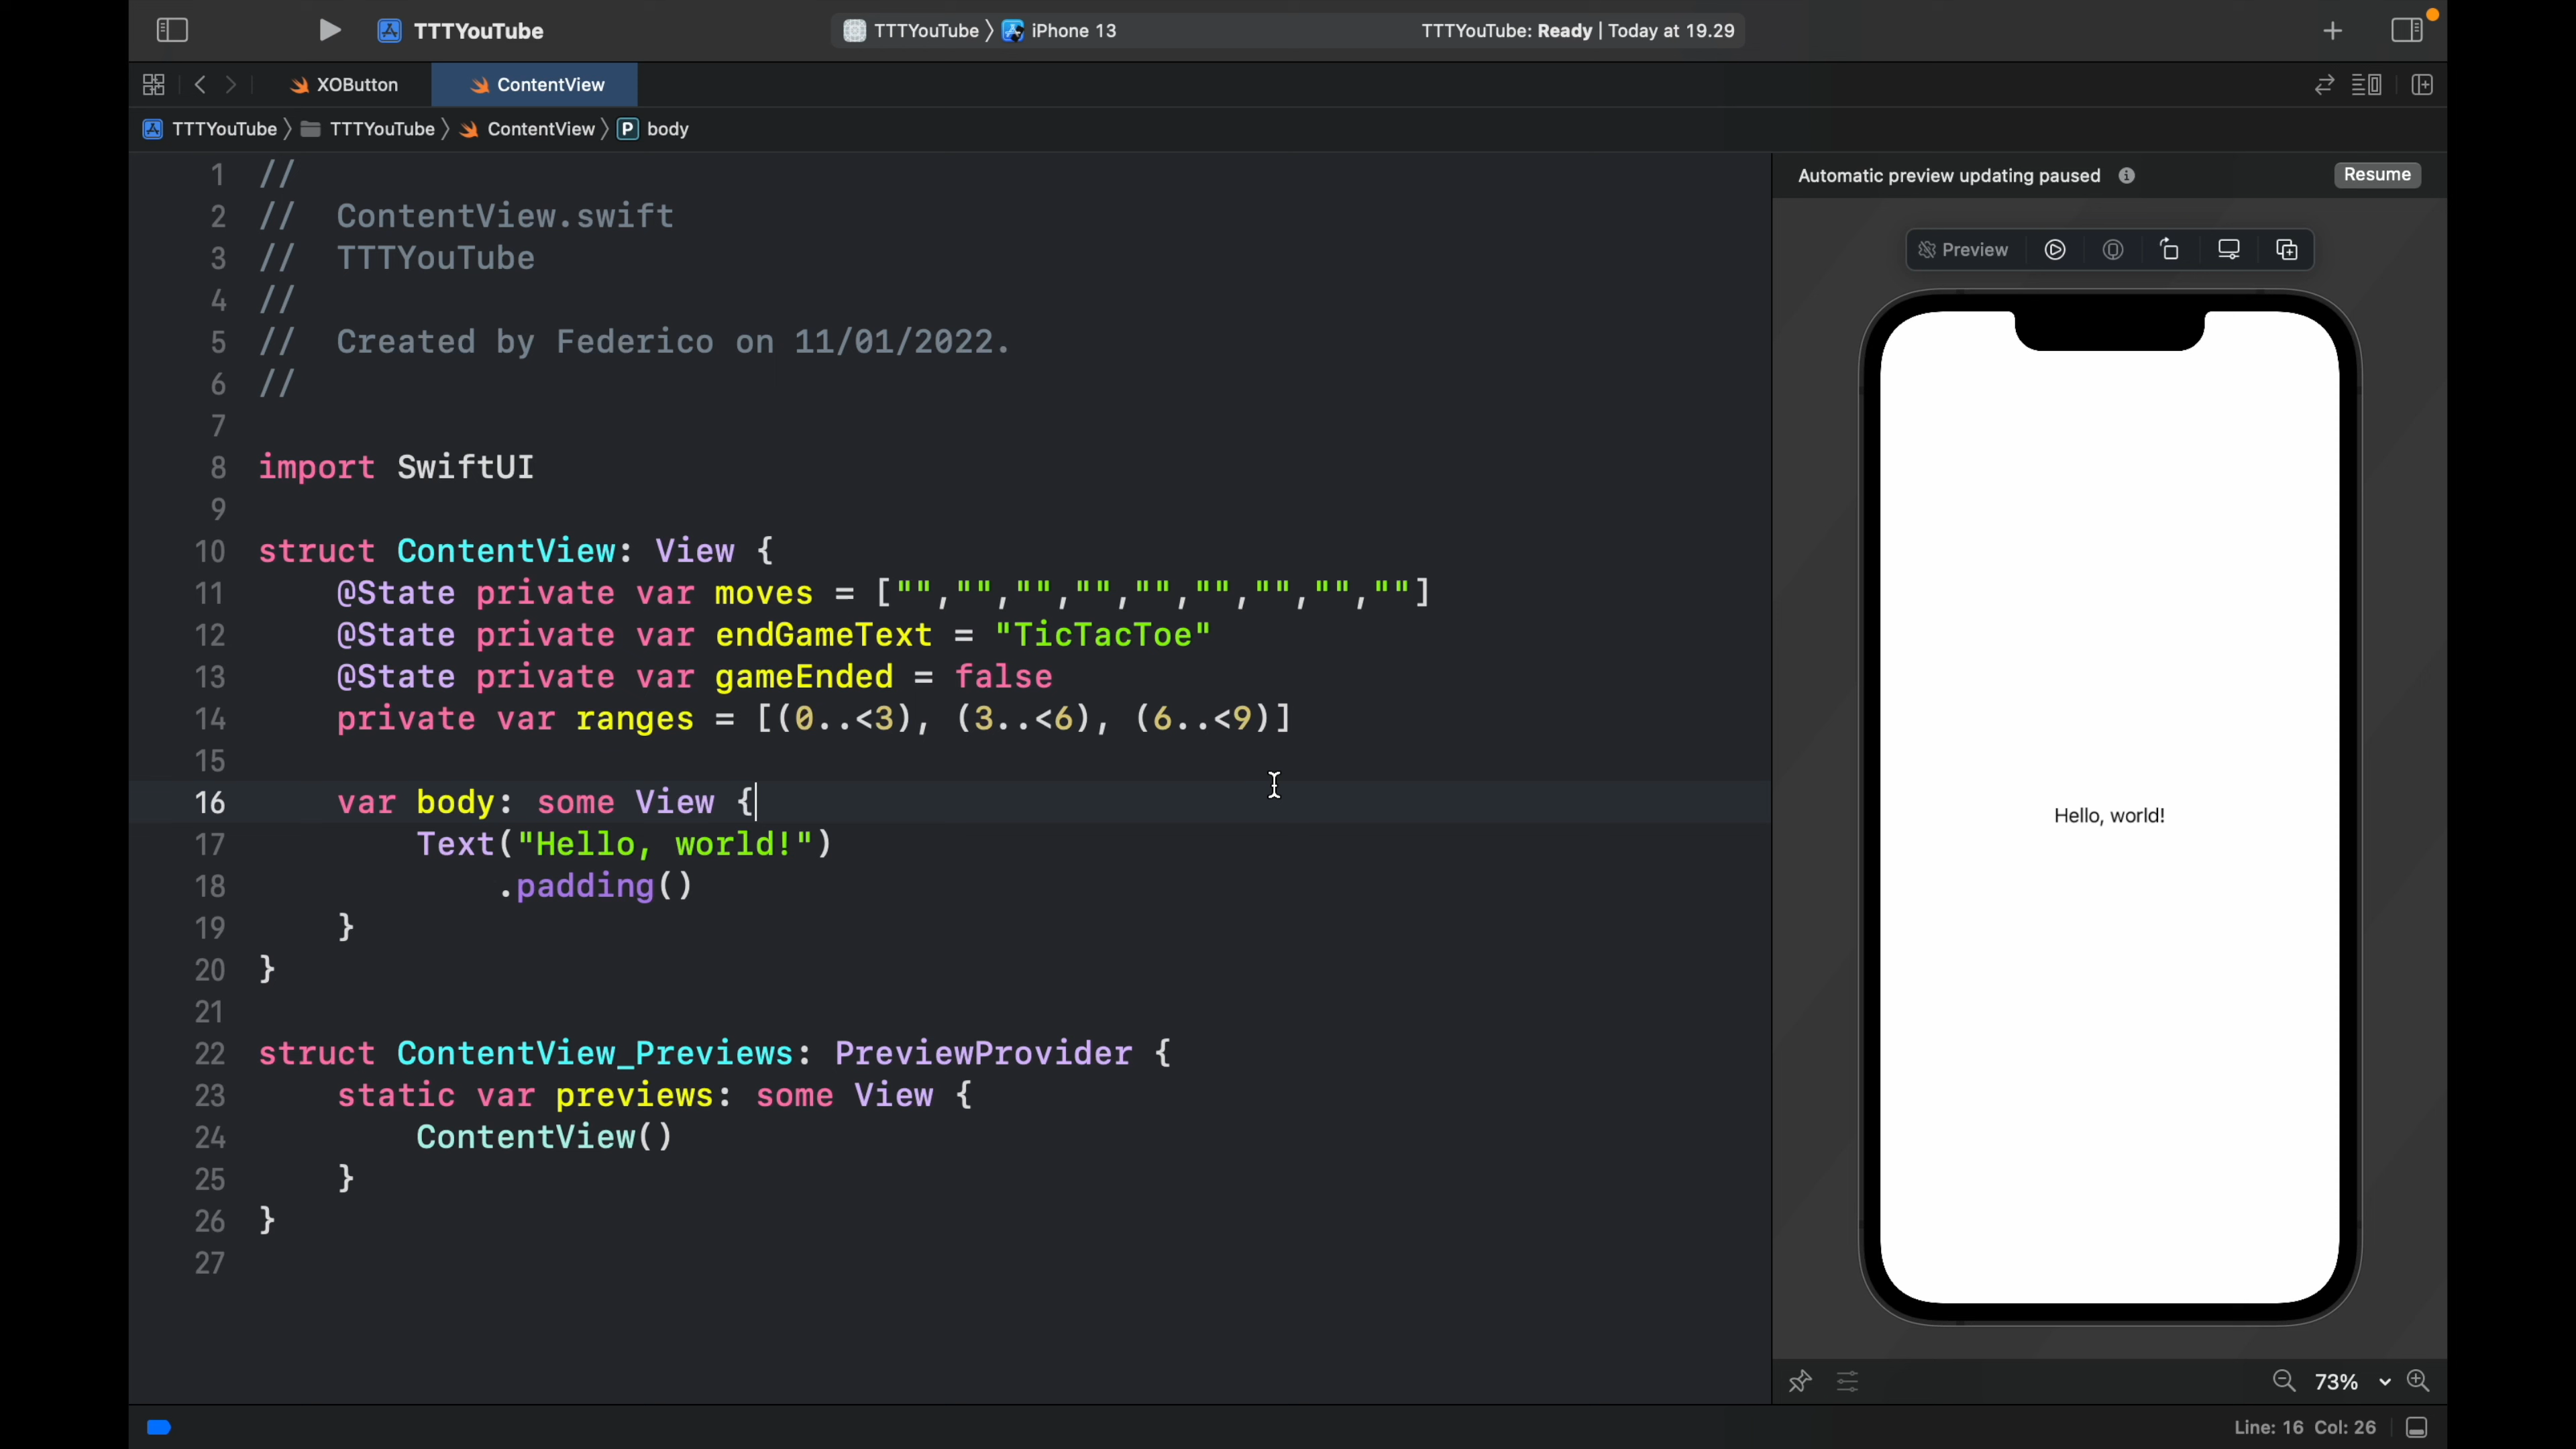 TTTYouTube
TTTYouTube 〉 iPhone 13
TTTYouTube: Ready | Today at 19.29
XOButton
ContentView
TTTYouTube 〉 TTTYouTube 〉 ContentView 〉 P body
1 //
2 //  ContentView.swift
3 //  TTTYouTube
4 //
5 //  Created by Federico on 11/01/2022.
6 //
7
8 import SwiftUI
9
10 struct ContentView: View {
11     @State private var moves = ["","","","","","","","",""]
12     @State private var endGameText = "TicTacToe"
13     @State private var gameEnded = false
14     private var ranges = [(0..<3), (3..<6), (6..<9)]
15
16     var body: some View {
17         Text("Hello, world!")
18             .padding()
19     }
20 }
21
22 struct ContentView_Previews: PreviewProvider {
23     static var previews: some View {
24         ContentView()
25     }
26 }
27
Automatic preview updating paused
Resume
Preview
Hello, world!
73%
Line: 16 Col: 26